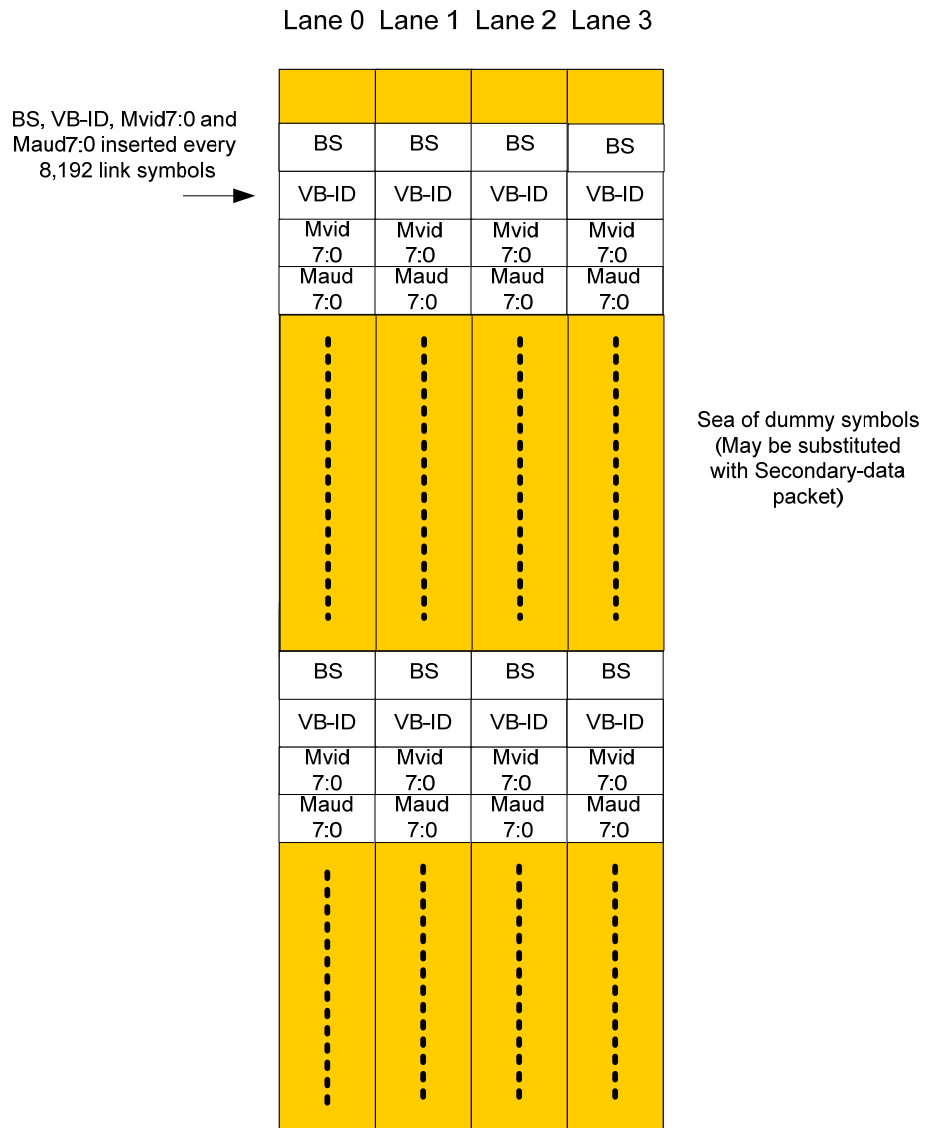 Lane 0 Lane 1 Lane 2 Lane 3
BS, VB-ID, Mvid7:0 and
Maud7:0 inserted every
8,192 link symbols
BS BS BS BS
VB-ID VB-ID VB-ID VB-ID
Mvid Mvid Mvid Mvid
7:0 7:0 7:0 7:0
Maud Maud Maud Maud
7:0 7:0 7:0 7:0
Sea of dummy symbols
(May be substituted
with Secondary-data
packet)
BS BS BS BS
VB-ID VB-ID VB-ID VB-ID
Mvid Mvid Mvid Mvid
7:0 7:0 7:0 7:0
Maud Maud Maud Maud
7:0 7:0 7:0 7:0